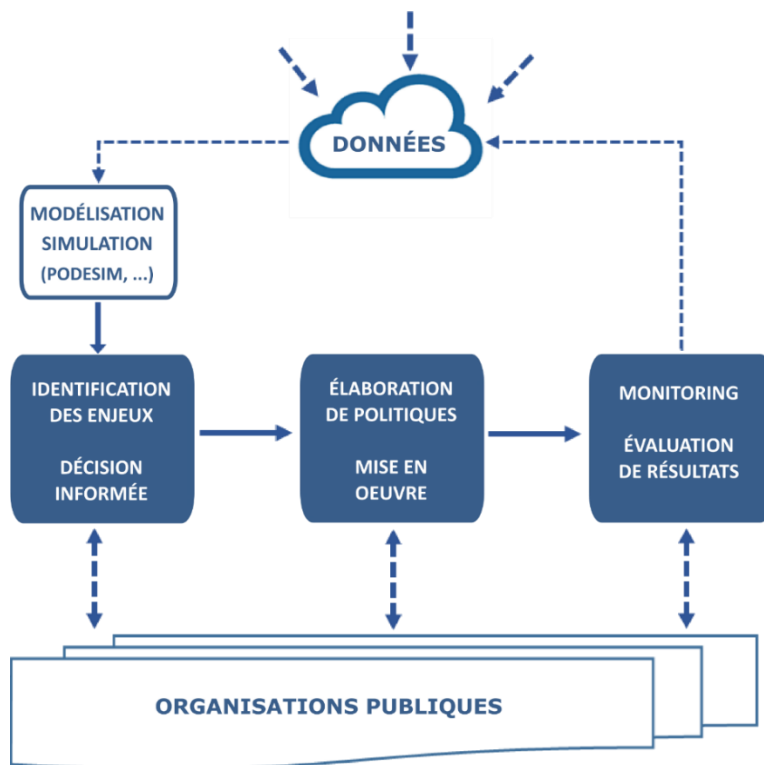 DONNÉES
MODÉLISATION
SIMULATION
(PODESIM, ...)
IDENTIFICATION
DES ENJEUX
DÉCISION
INFORMÉE
ÉLABORATION
DE POLITIQUES
MISE EN
OEUVRE
MONITORING
ÉVALUATION
DE RÉSULTATS
ORGANISATIONS PUBLIQUES